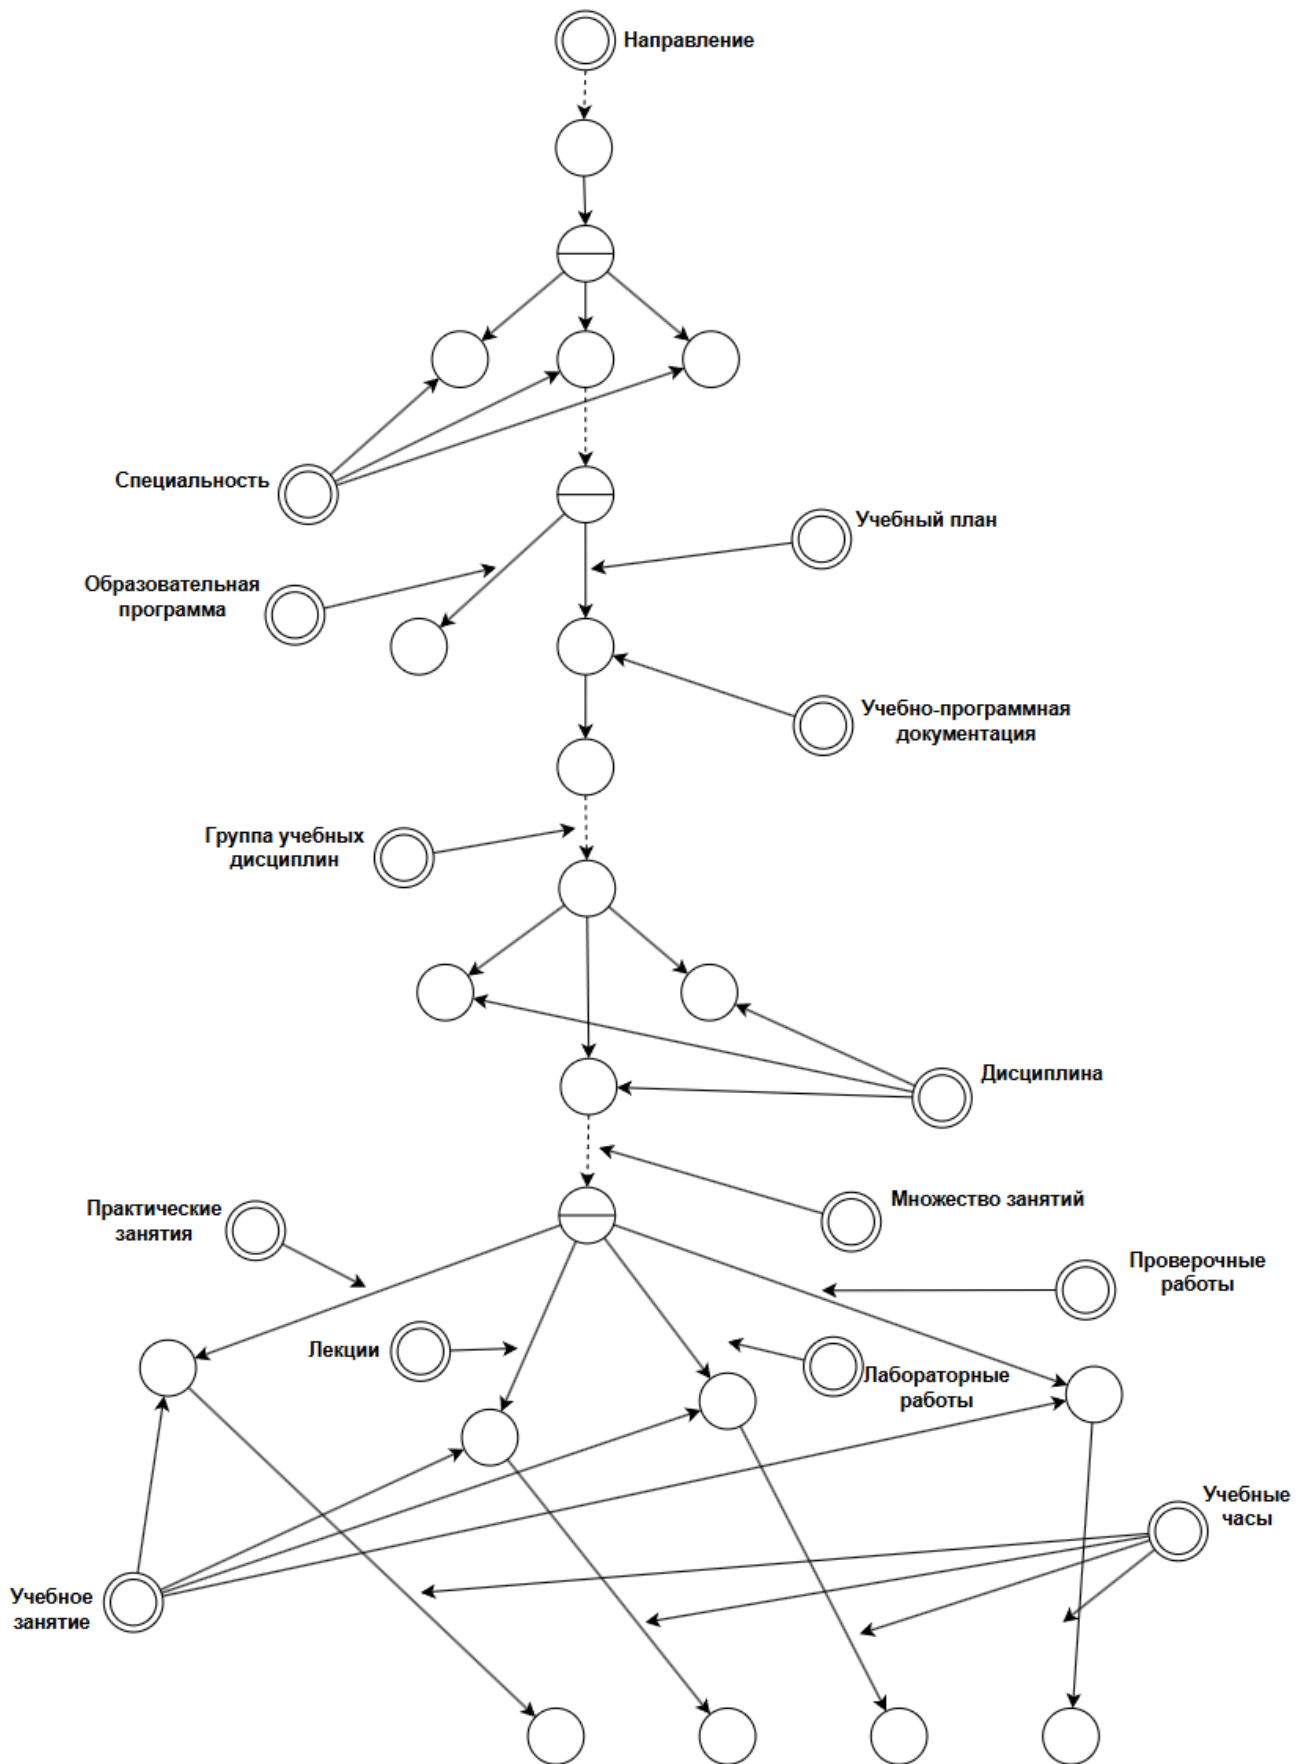 Направление
Специальность
Учебный план
Образовательная
программа
Учебно-программная
документация
Группа учебных
дисциплин
Дисциплина
Множество занятий
Практические
занятия
Проверочные
работы
Лекции
Лабораторные
работы
Учебные
часы
Учебное
занятие